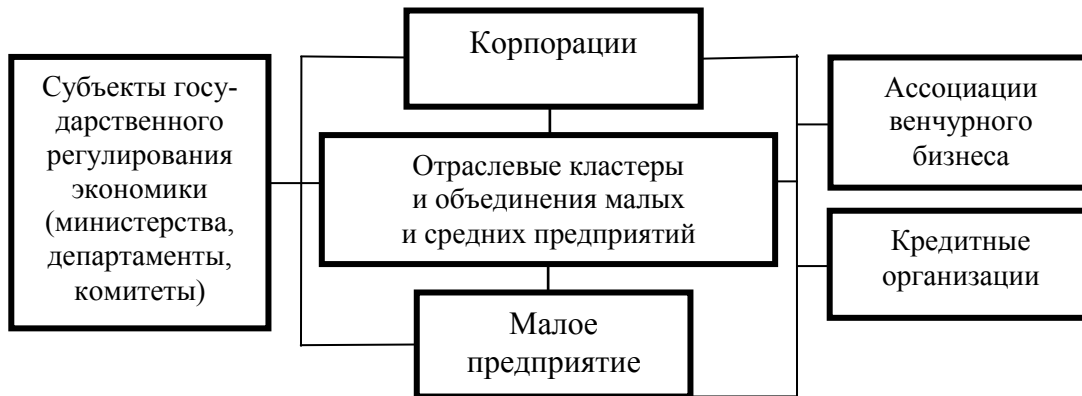 Субъекты госу-
дарственного
регулирования
экономики
(министерства,
департаменты,
комитеты)
Корпорации
Отраслевые кластеры
и объединения малых
и средних предприятий
Малое
предприятие
Ассоциации
венчурного
бизнеса
Кредитные
организации